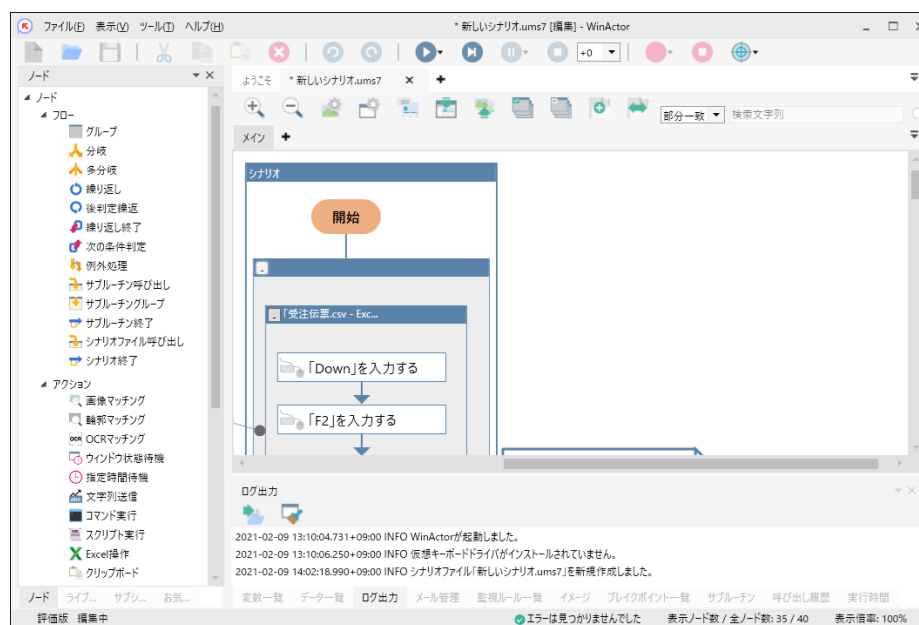 ファイル(F) 表示(V) ツール(T) ヘルプ(H)
* 新しいシナリオ.ums7 [編集] - WinActor
+0
ノード
ようこそ * 新しいシナリオ.ums7
部分一致 検索文字列
メイン
ノード
フロー
グループ
分岐
多分岐
繰り返し
後判定繰返
繰り返し終了
次の条件判定
例外処理
サブルーチン呼び出し
サブルーチングループ
サブルーチン終了
シナリオファイル呼び出し
シナリオ終了
アクション
画像マッチング
輪郭マッチング
OCR OCRマッチング
ウィンドウ状態待機
指定時間待機
文字列送信
コマンド実行
スクリプト実行
Excel操作
クリップボード
ノード ライブ... サブシ... お気...
シナリオ
開始
「受注伝票.csv - Exc...
「Down」を入力する
「F2」を入力する
ログ出力
2021-02-09 13:10:04.731+09:00 INFO WinActorが起動しました。
2021-02-09 13:10:06.250+09:00 INFO 仮想キーボードドライバがインストールされていません。
2021-02-09 14:02:18.990+09:00 INFO シナリオファイル「新しいシナリオ.ums7」を新規作成しました。
変数一覧 データ一覧 ログ出力 メール管理 監視ルール一覧 イメージ ブレイクポイント一覧 サブルーチン 呼び出し履歴 実行時間
評価版 編集中
エラーは見つかりませんでした 表示ノード数 / 全ノード数: 35 / 40 表示倍率: 100%